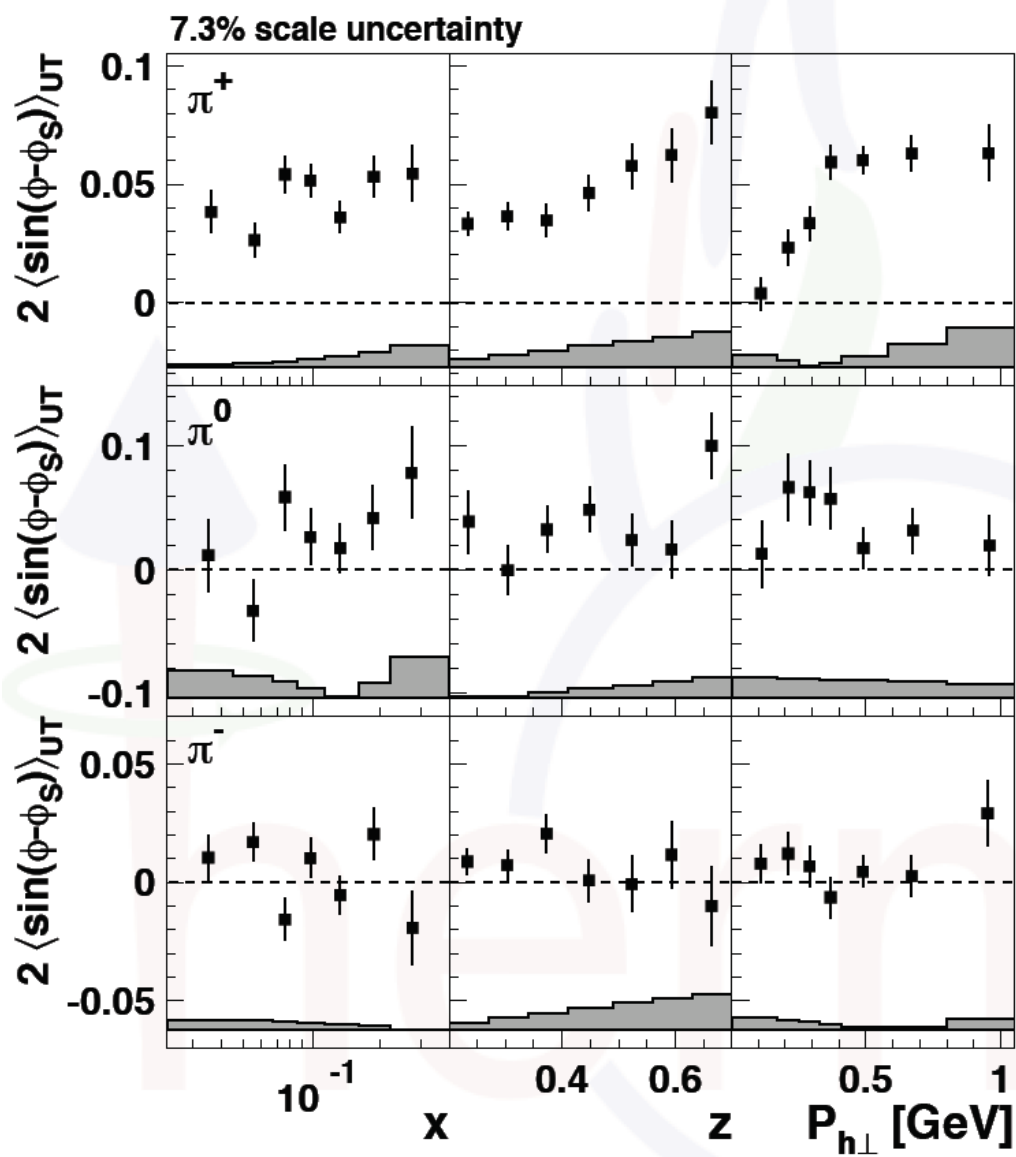 7.3% scale uncertainty
2 ⟨sin(ϕ-ϕS)⟩UT
π+
0.1
0.05
0
2 ⟨sin(ϕ-ϕS)⟩UT
π0
0.1
0
-0.1
2 ⟨sin(ϕ-ϕS)⟩UT
π-
0.05
0
-0.05
10-1
0.4
0.6
0.5
1
x
z
Ph⊥ [GeV]
herm